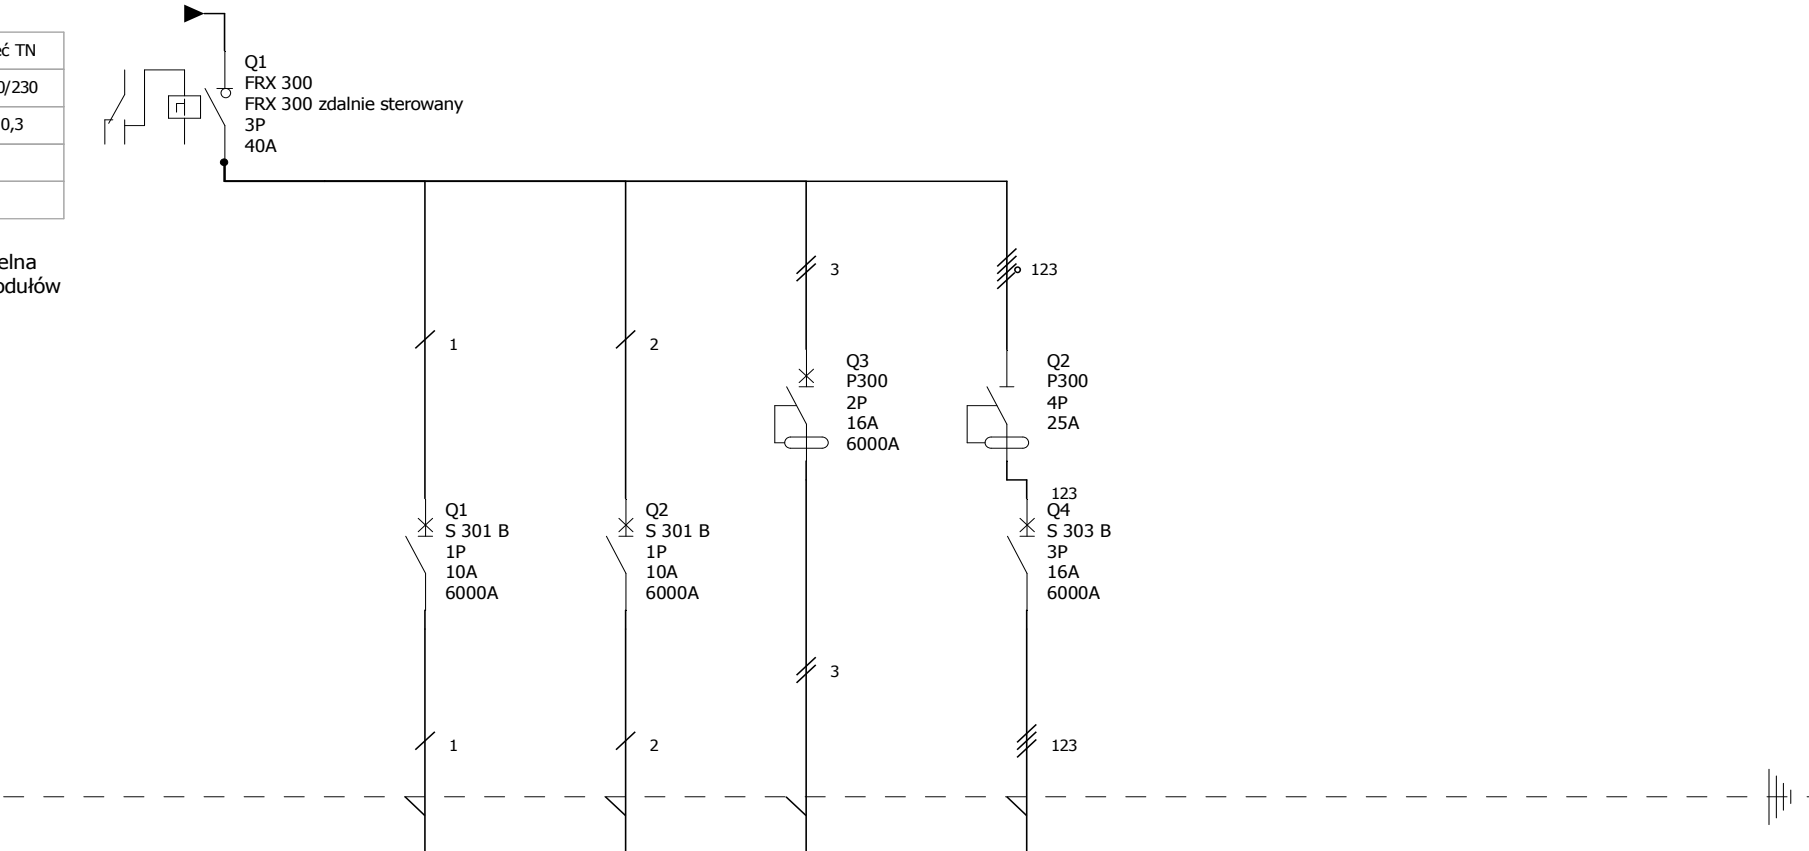 ć TN
0/230
0,3
elna
odułów
Q1
FRX 300
FRX 300 zdalnie sterowany
3P
40A
3
123
1
2
Q3
P300
2P
16A
6000A
Q2
P300
4P
25A
123
Q1
S 301 B
1P
10A
6000A
Q2
S 301 B
1P
10A
6000A
Q4
S 303 B
3P
16A
6000A
3
1
2
123